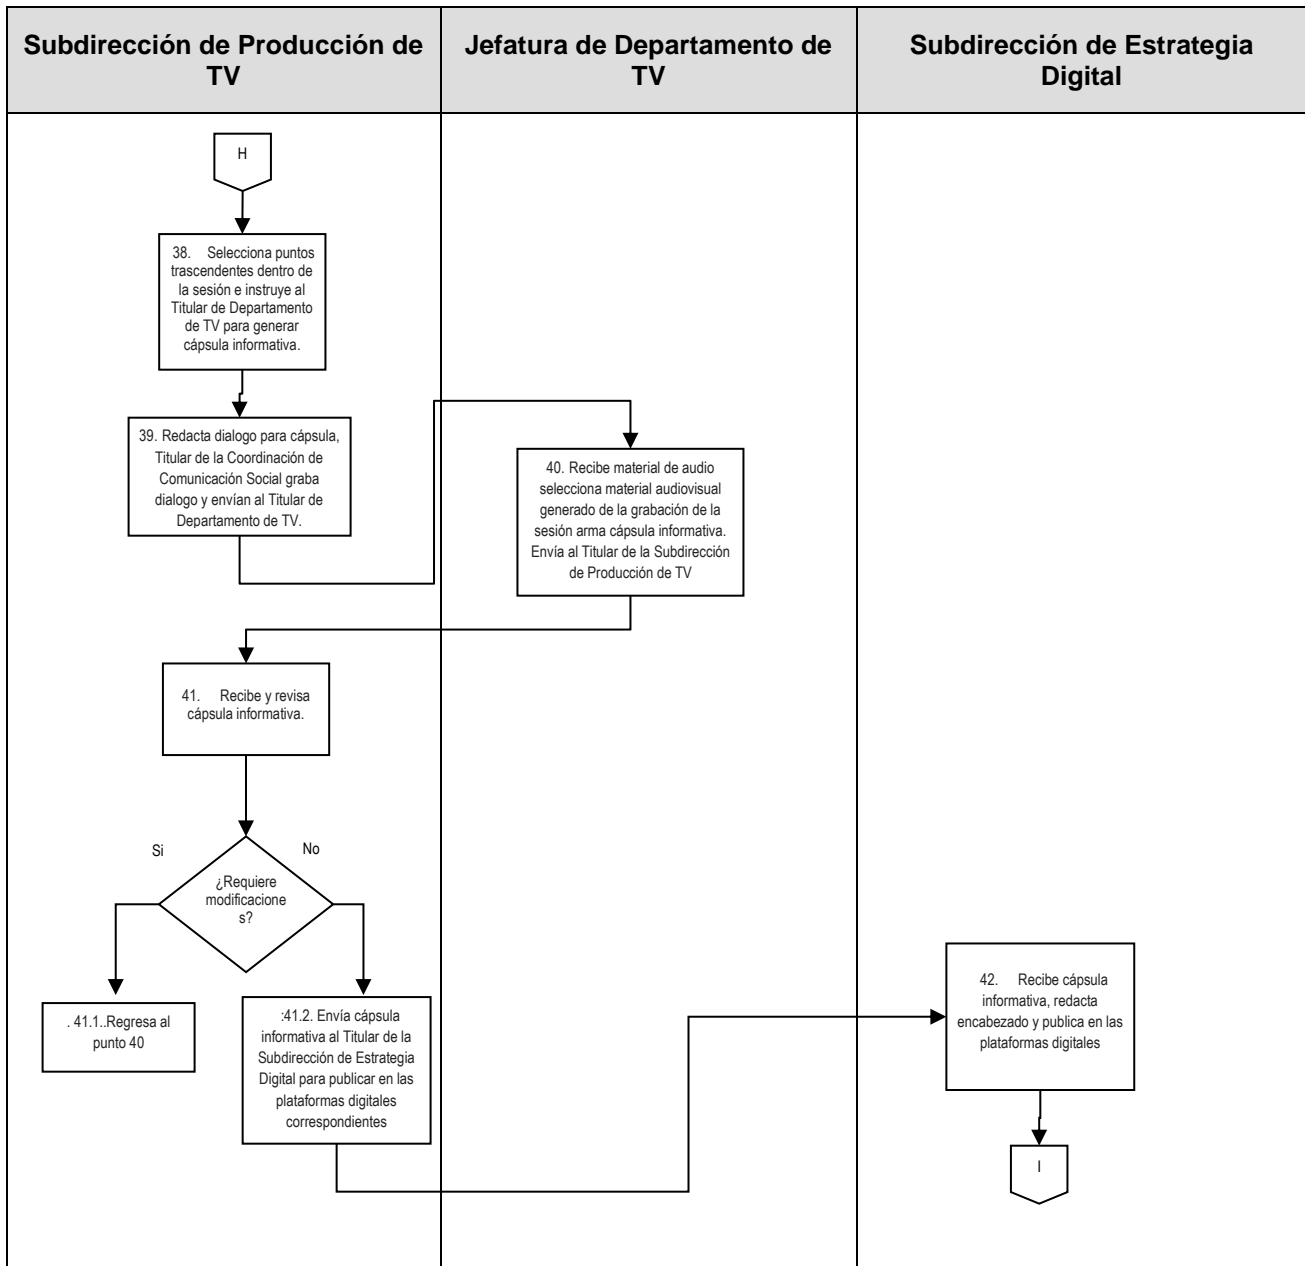 Subdirección de Producción de
TV
Jefatura de Departamento de
TV
Subdirección de Estrategia
Digital
H
38. Selecciona puntos
trascendentes dentro de
la sesión e instruye al
Titular de Departamento
de TV para generar
cápsula informativa.
39. Redacta dialogo para cápsula,
Titular de la Coordinación de
Comunicación Social graba
dialogo y envían al Titular de
Departamento de TV.
40. Recibe material de audio
selecciona material audiovisual
generado de la grabación de la
sesión arma cápsula informativa.
Envía al Titular de la Subdirección
de Producción de TV
41. Recibe y revisa
cápsula informativa.
Si
No
¿Requiere
modificacione
s?
. 41.1..Regresa al
punto 40
:41.2. Envía cápsula
informativa al Titular de la
Subdirección de Estrategia
Digital para publicar en las
plataformas digitales
correspondientes
42. Recibe cápsula
informativa, redacta
encabezado y publica en las
plataformas digitales
I